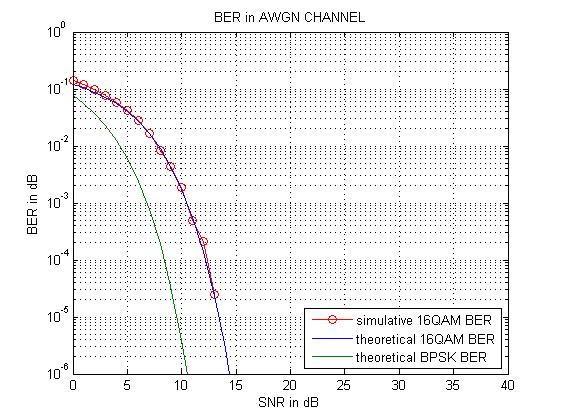 BER in AWGN CHANNEL
10^0
10^-1
10^-2
10^-3
10^-4
10^-5
10^-6
BER in dB
0 5 10 15 20 25 30 35 40
SNR in dB
simulative 16QAM BER
theoretical 16QAM BER
theoretical BPSK BER